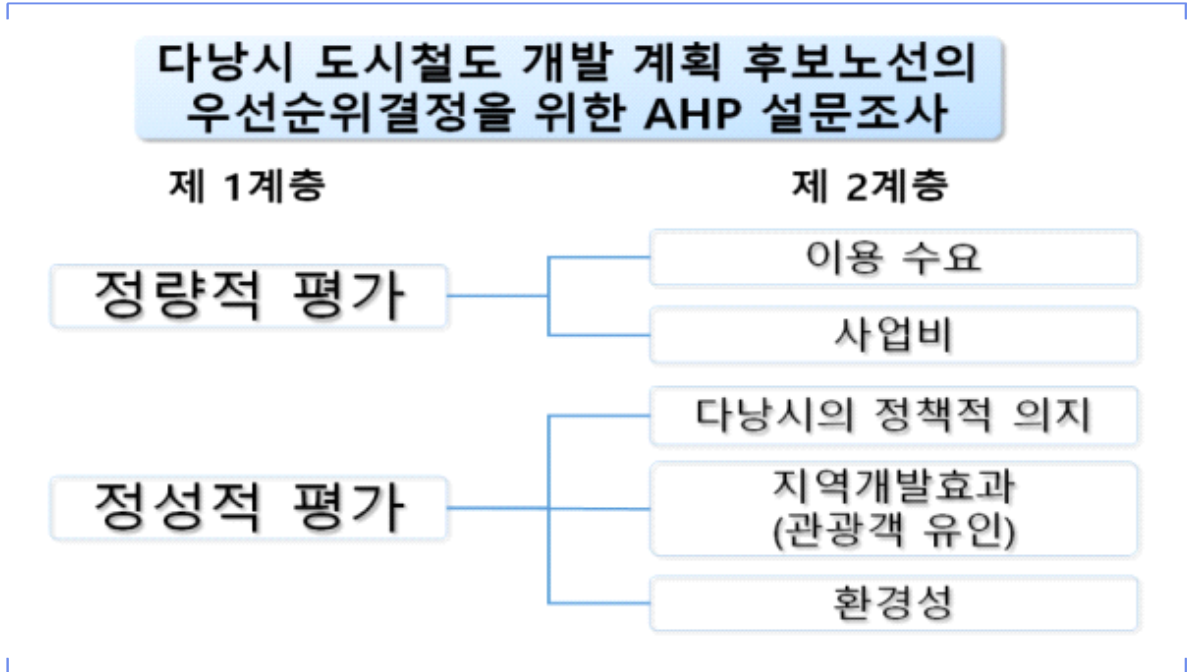 다낭시 도시철도 개발 계획 후보노선의
우선순위결정을 위한 AHP 설문조사
제 1계층
제 2계층
정량적 평가
이용 수요
사업비
정성적 평가
다낭시의 정책적 의지
지역개발효과
(관광객 유인)
환경성